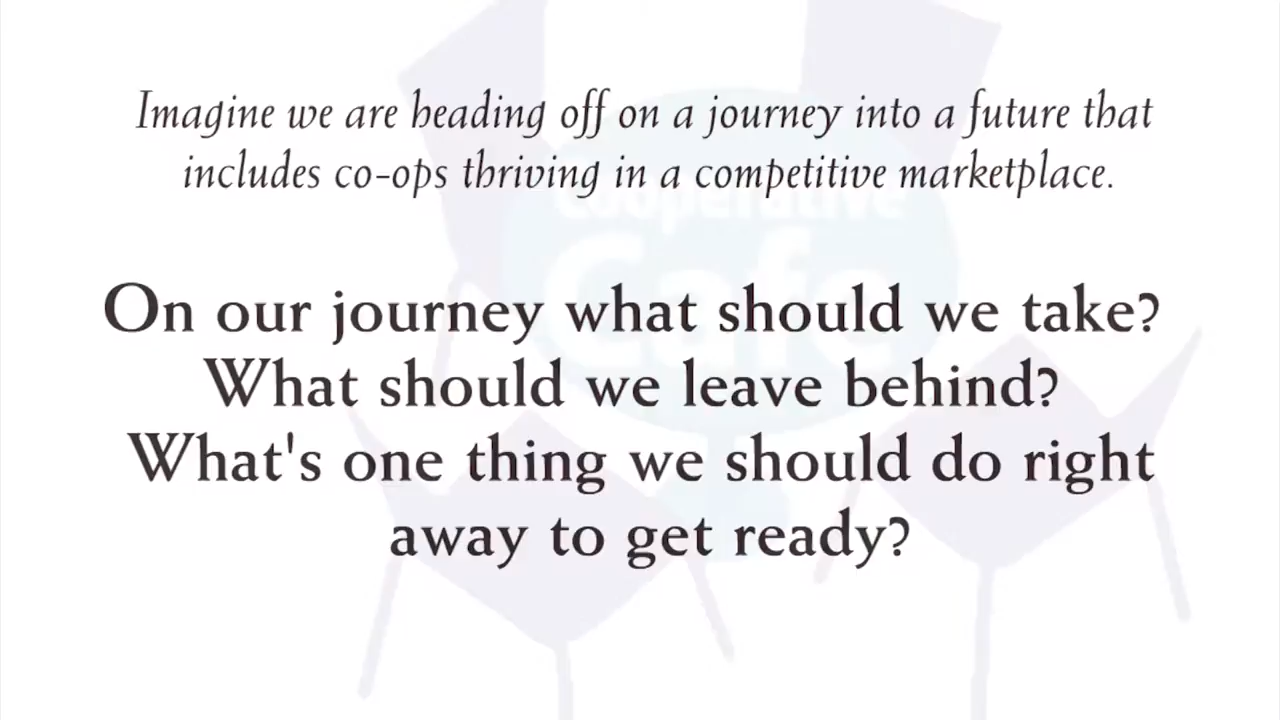 Imagine we are heading off on a journey into a future that
includes co-ops thriving in a competitive marketplace.
Cooperative
Cafe
On our journey what should we take?
What should we leave behind?
What's one thing we should do right
away to get ready?